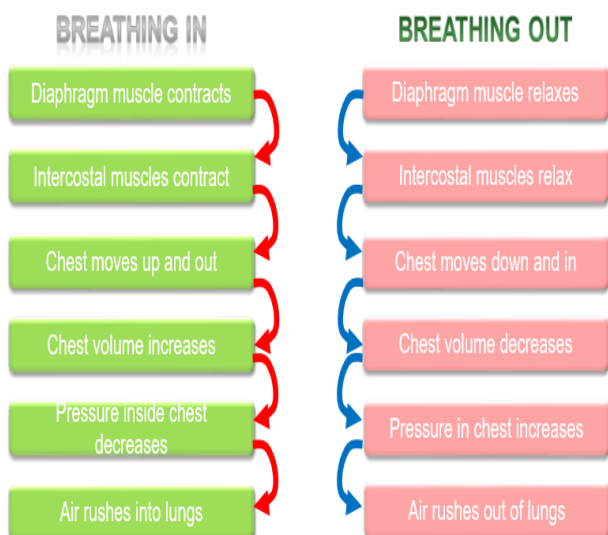 BREATHING IN
Diaphragm muscle contracts
Intercostal muscles contract
Chest moves up and out
Chest volume increases
Pressure inside chest
decreases
Air rushes into lungs
BREATHING OUT
Diaphragm muscle relaxes
Intercostal muscles relax
Chest moves down and in
Chest volume decreases
Pressure in chest increases
Air rushes out of lungs